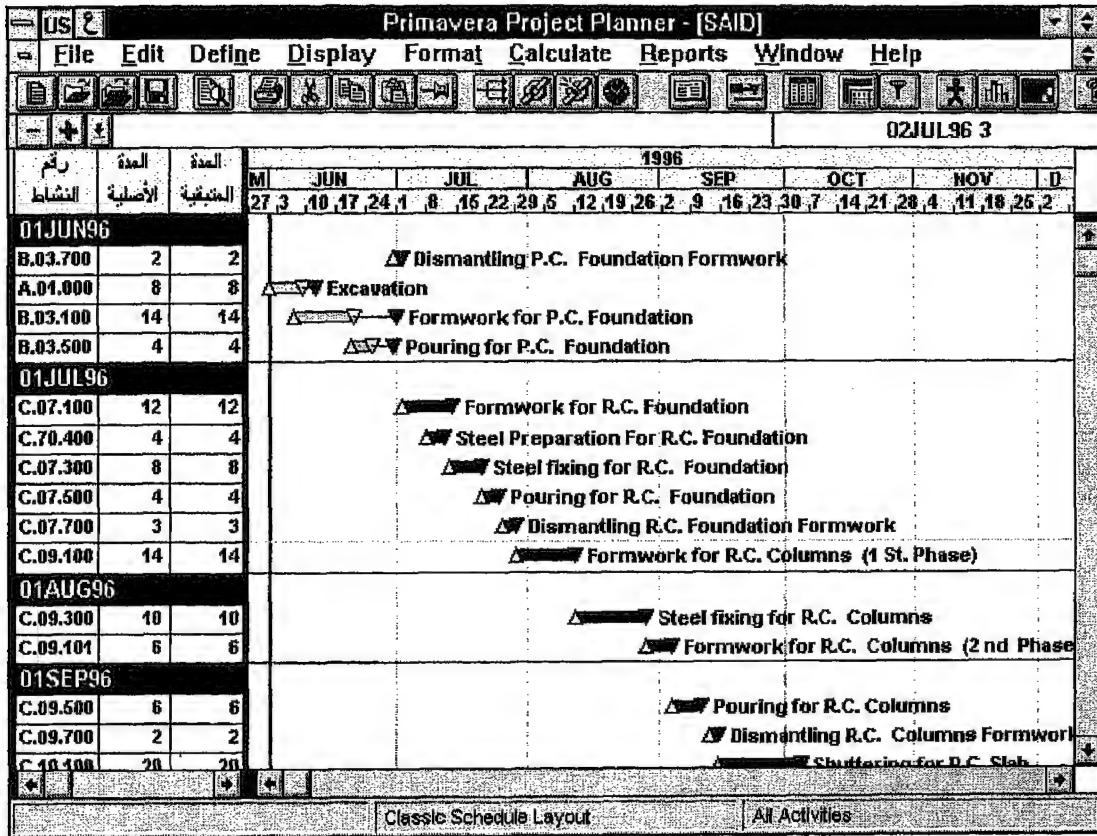 US Primavera Project Planner - [SAID]
File Edit Define Display Format Calculate Reports Window Help
02JUL96 3
رقم النشاط المدة الأصلية المدة المتبقية
1996
M JUN JUL AUG SEP OCT NOV D
27 3 10 17 24 1 8 15 22 29 5 12 19 26 2 9 16 23 30 7 14 21 28 4 11 18 25 2
01JUN96
B.03.700 2 2 Dismantling P.C. Foundation Formwork
A.01.000 8 8 Excavation
B.03.100 14 14 Formwork for P.C. Foundation
B.03.500 4 4 Pouring for P.C. Foundation
01JUL96
C.07.100 12 12 Formwork for R.C. Foundation
C.70.400 4 4 Steel Preparation For R.C. Foundation
C.07.300 8 8 Steel fixing for R.C. Foundation
C.07.500 4 4 Pouring for R.C. Foundation
C.07.700 3 3 Dismantling R.C. Foundation Formwork
C.09.100 14 14 Formwork for R.C. Columns (1 St. Phase)
01AUG96
C.09.300 10 10 Steel fixing for R.C. Columns
C.09.101 6 6 Formwork for R.C. Columns (2 nd Phase
01SEP96
C.09.500 6 6 Pouring for R.C. Columns
C.09.700 2 2 Dismantling R.C. Columns Formwork
C.10.100 20 20 Shuttering for R.C. Slab
Classic Schedule Layout All Activities